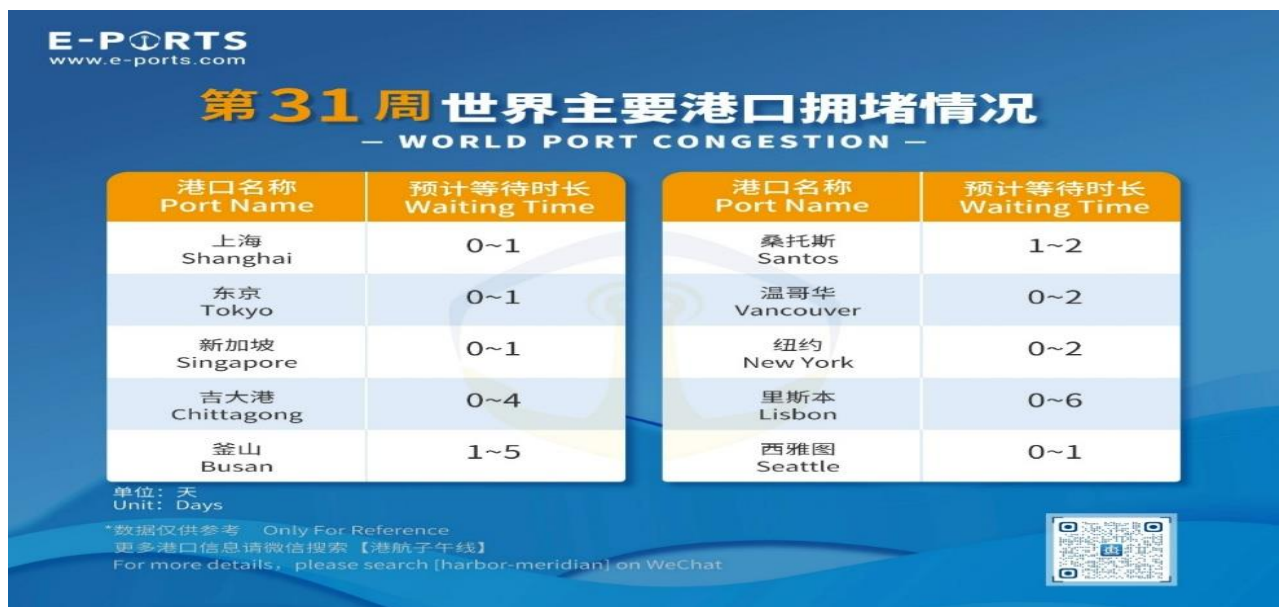 E-PORTS
www.e-ports.com
第31周世界主要港口拥堵情况
— WORLD PORT CONGESTION —
港口名称 预计等待时长
Port Name Waiting Time
上海
Shanghai
0~1
东京
Tokyo
0~1
新加坡
Singapore
0~1
吉大港
Chittagong
0~4
釜山
Busan
1~5
港口名称 预计等待时长
Port Name Waiting Time
桑托斯
Santos
1~2
温哥华
Vancouver
0~2
纽约
New York
0~2
里斯本
Lisbon
0~6
西雅图
Seattle
0~1
单位：天
Unit：Days
*数据仅供参考 Only For Reference
更多港口信息请微信搜索【港航子午线】
For more details，please search [harbor-meridian] on WeChat